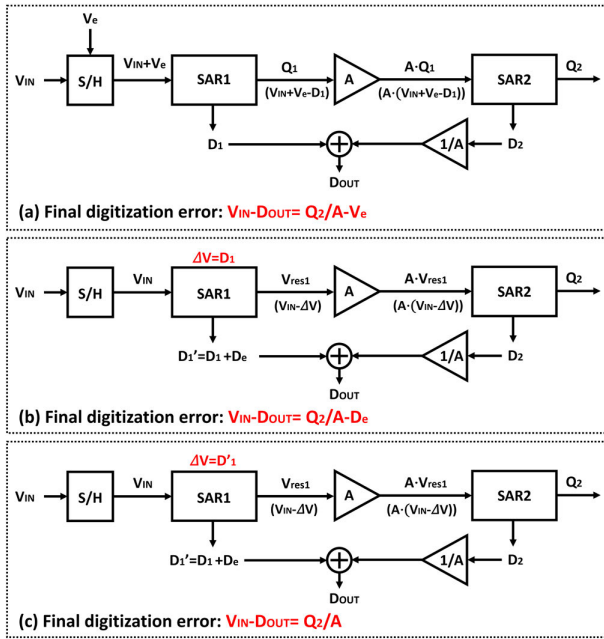 Ve
VIN
S/H
VIN+Ve
SAR1
Q1
(VIN+Ve-D1)
A
A·Q1
(A·(VIN+Ve-D1))
SAR2
Q2
D1
1/A
D2
DOUT
(a) Final digitization error: VIN-DOUT= Q2/A-Ve
ΔV=D1
VIN
S/H
VIN
SAR1
Vres1
(VIN-ΔV)
A
A·Vres1
(A·(VIN-ΔV))
SAR2
Q2
D1'=D1+De
1/A
D2
DOUT
(b) Final digitization error: VIN-DOUT= Q2/A-De
ΔV=D'1
VIN
S/H
VIN
SAR1
Vres1
(VIN-ΔV)
A
A·Vres1
(A·(VIN-ΔV))
SAR2
Q2
D1'=D1+De
1/A
D2
DOUT
(c) Final digitization error: VIN-DOUT= Q2/A